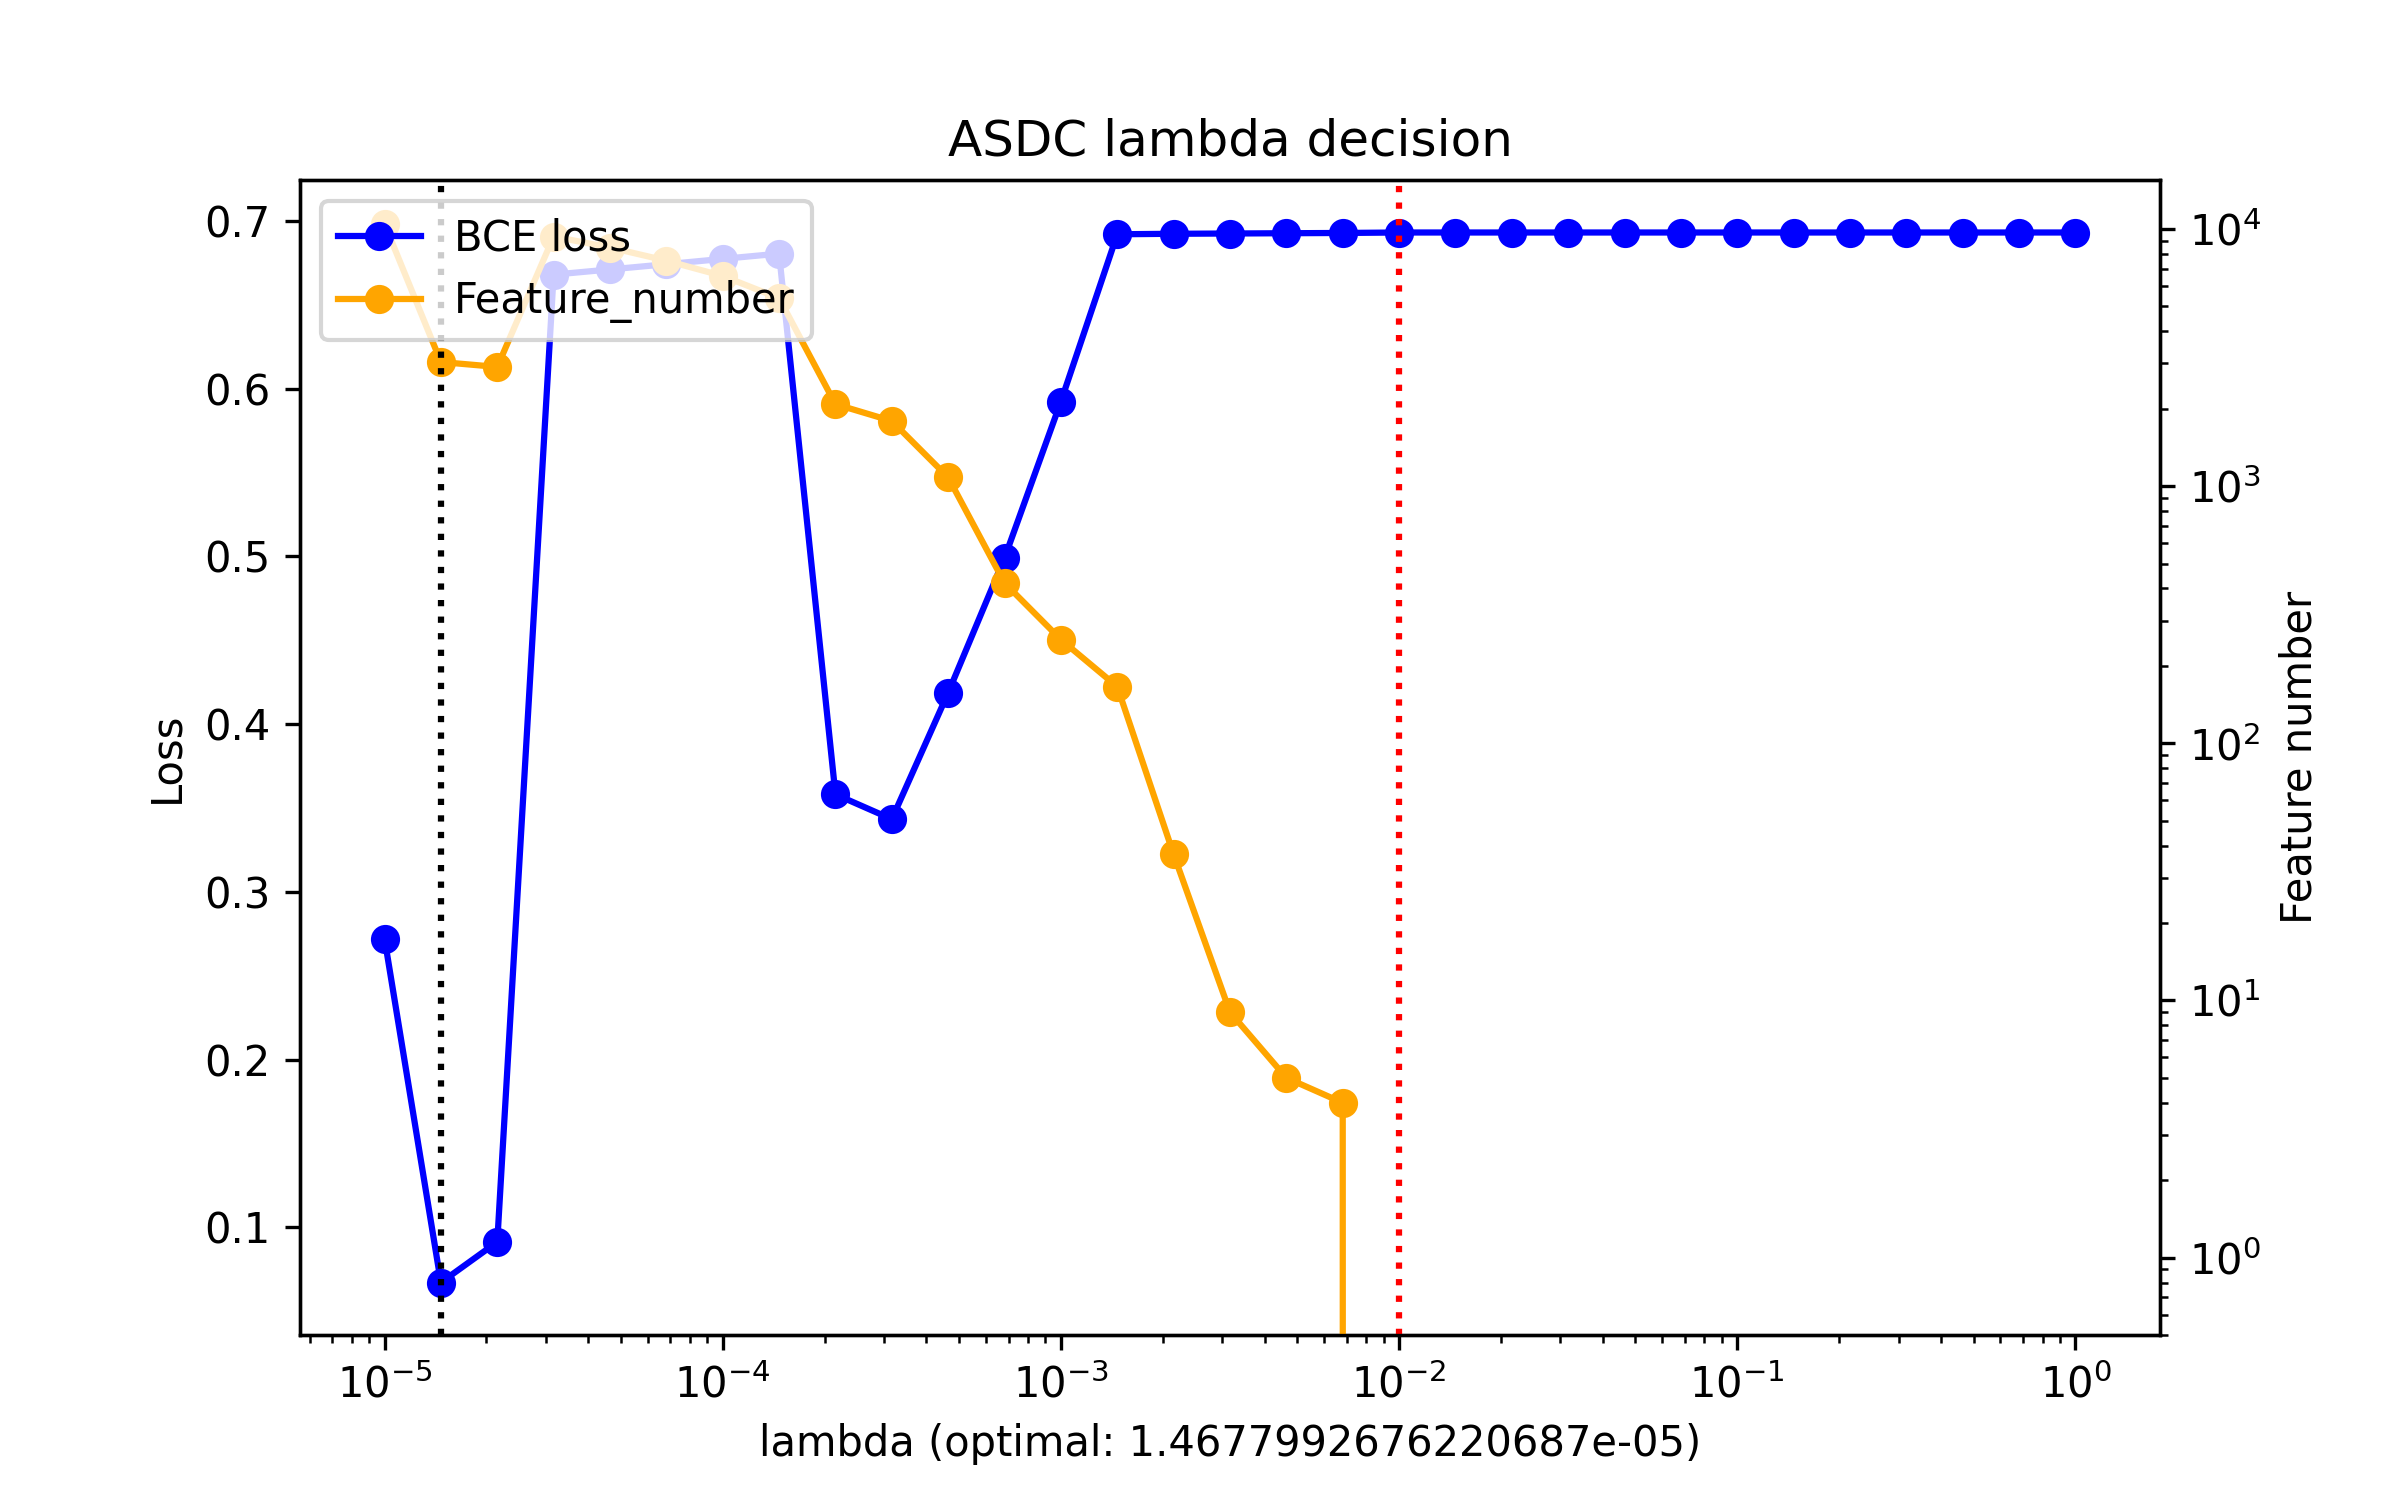 ASDC lambda decision
BCE loss
Feature_number
0.7
0.6
0.5
0.4
0.3
0.2
0.1
Loss
10⁴
10³
10²
10¹
10⁰
Feature number
10⁻⁵ 10⁻⁴ 10⁻³ 10⁻² 10⁻¹ 10⁰
lambda (optimal: 1.4677992676220687e-05)